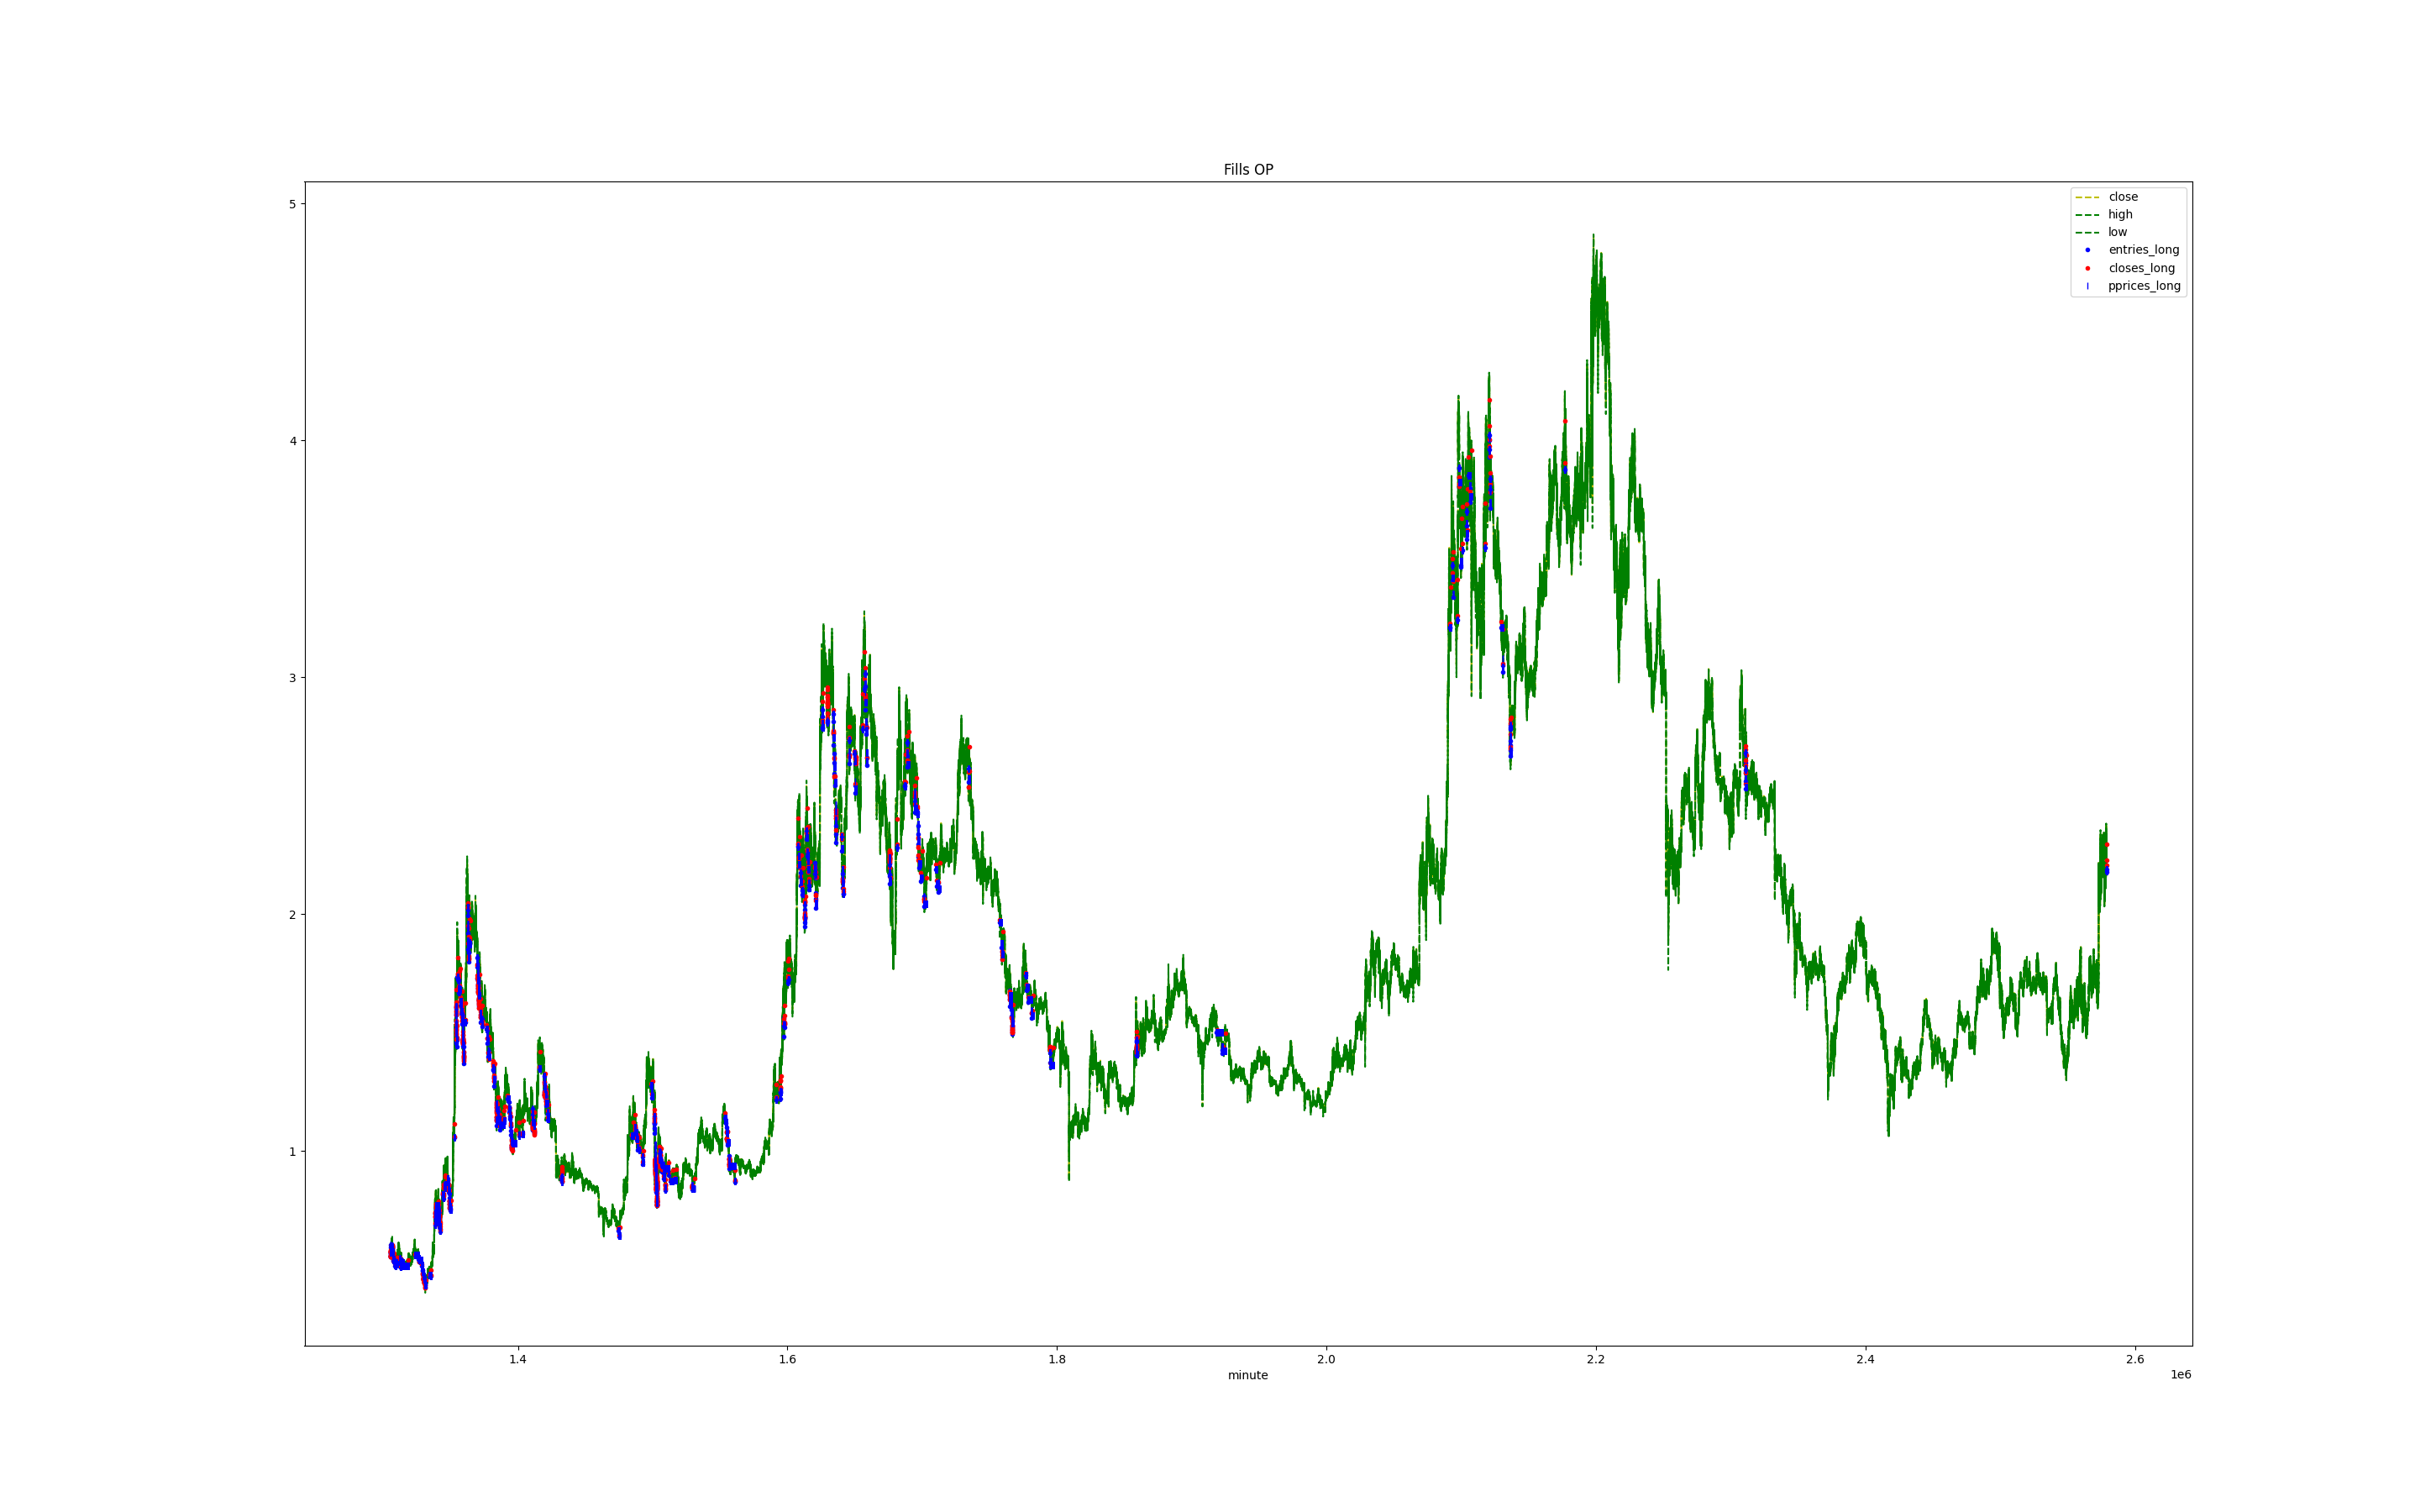 Fills OP
5
4
3
2
1
close
high
low
entries_long
closes_long
pprices_long
1.4 1.6 1.8 2.0 2.2 2.4 2.6
minute
1e6